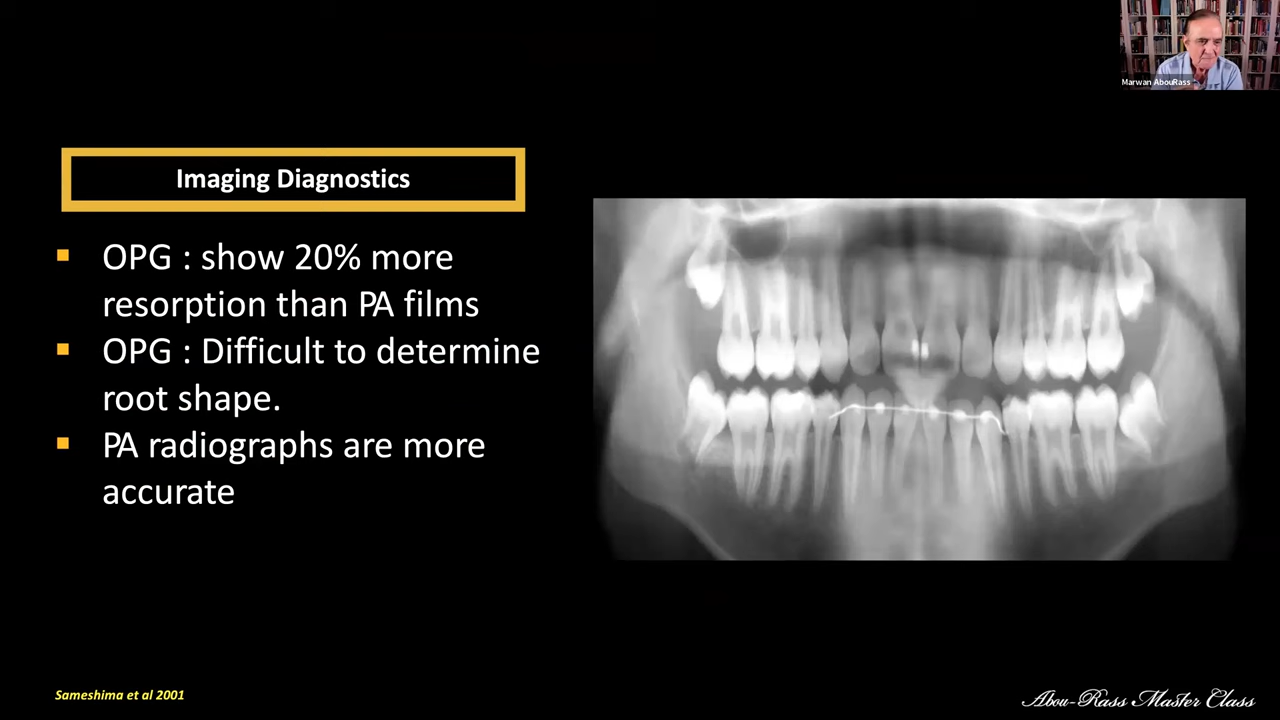 Marwan AbouRass
Imaging Diagnostics
▪ OPG : show 20% more
resorption than PA films
▪ OPG : Difficult to determine
root shape.
▪ PA radiographs are more
accurate
Sameshima et al 2001
Abou-Rass Master Class